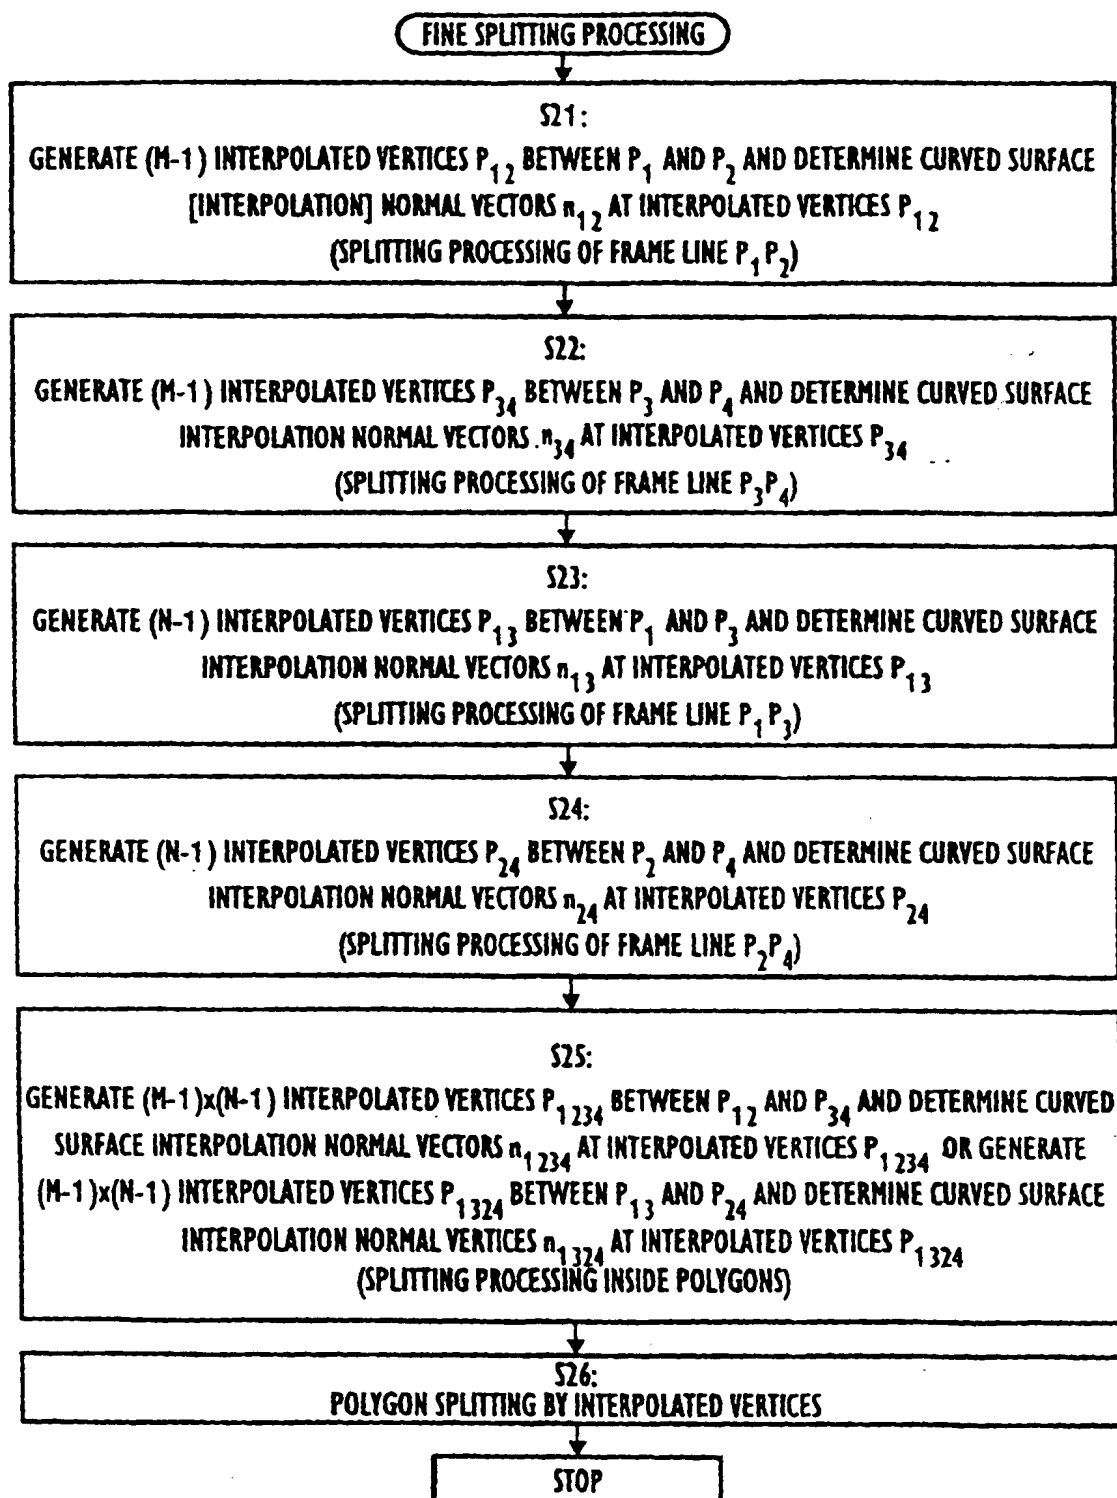 FINE SPLITTING PROCESSING
S21:
GENERATE (M-1) INTERPOLATED VERTICES P12 BETWEEN P1 AND P2 AND DETERMINE CURVED SURFACE
[INTERPOLATION] NORMAL VECTORS n12 AT INTERPOLATED VERTICES P12
(SPLITTING PROCESSING OF FRAME LINE P1P2)
S22:
GENERATE (M-1) INTERPOLATED VERTICES P34 BETWEEN P3 AND P4 AND DETERMINE CURVED SURFACE
INTERPOLATION NORMAL VECTORS n34 AT INTERPOLATED VERTICES P34
(SPLITTING PROCESSING OF FRAME LINE P3P4)
S23:
GENERATE (N-1) INTERPOLATED VERTICES P13 BETWEEN P1 AND P3 AND DETERMINE CURVED SURFACE
INTERPOLATION NORMAL VECTORS n13 AT INTERPOLATED VERTICES P13
(SPLITTING PROCESSING OF FRAME LINE P1P3)
S24:
GENERATE (N-1) INTERPOLATED VERTICES P24 BETWEEN P2 AND P4 AND DETERMINE CURVED SURFACE
INTERPOLATION NORMAL VECTORS n24 AT INTERPOLATED VERTICES P24
(SPLITTING PROCESSING OF FRAME LINE P2P4)
S25:
GENERATE (M-1)x(N-1) INTERPOLATED VERTICES P1234 BETWEEN P12 AND P34 AND DETERMINE CURVED
SURFACE INTERPOLATION NORMAL VECTORS n1234 AT INTERPOLATED VERTICES P1234 OR GENERATE
(M-1)x(N-1) INTERPOLATED VERTICES P1324 BETWEEN P13 AND P24 AND DETERMINE CURVED SURFACE
INTERPOLATION NORMAL VERTICES n1324 AT INTERPOLATED VERTICES P1324
(SPLITTING PROCESSING INSIDE POLYGONS)
S26:
POLYGON SPLITTING BY INTERPOLATED VERTICES
STOP